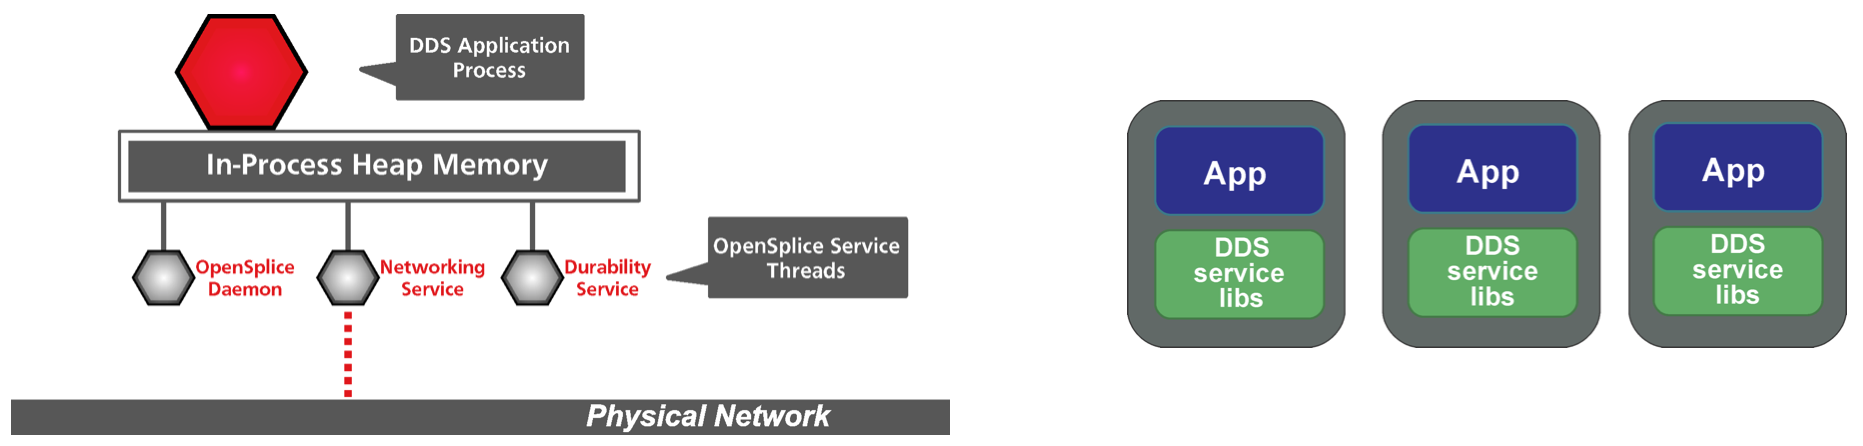 DDS Application
Process
In-Process Heap Memory
OpenSplice
Daemon
Networking
Service
Durability
Service
OpenSplice Service
Threads
Physical Network
App
DDS
service
libs
App
DDS
service
libs
App
DDS
service
libs